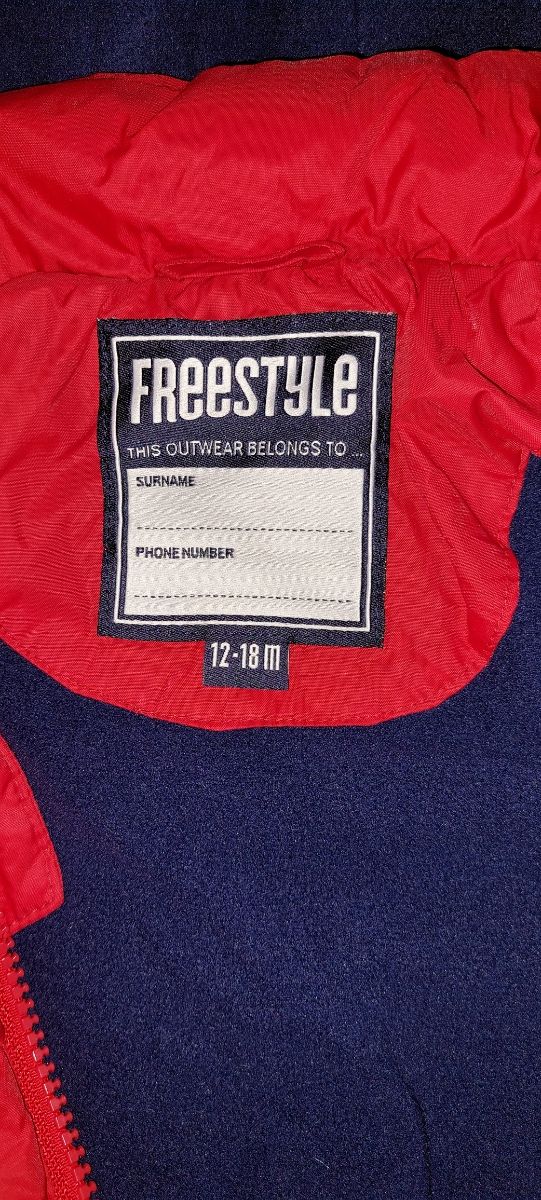 FReeSTYLe
THIS OUTWEAR BELONGS TO ...
SURNAME
PHONE NUMBER
12-18 m